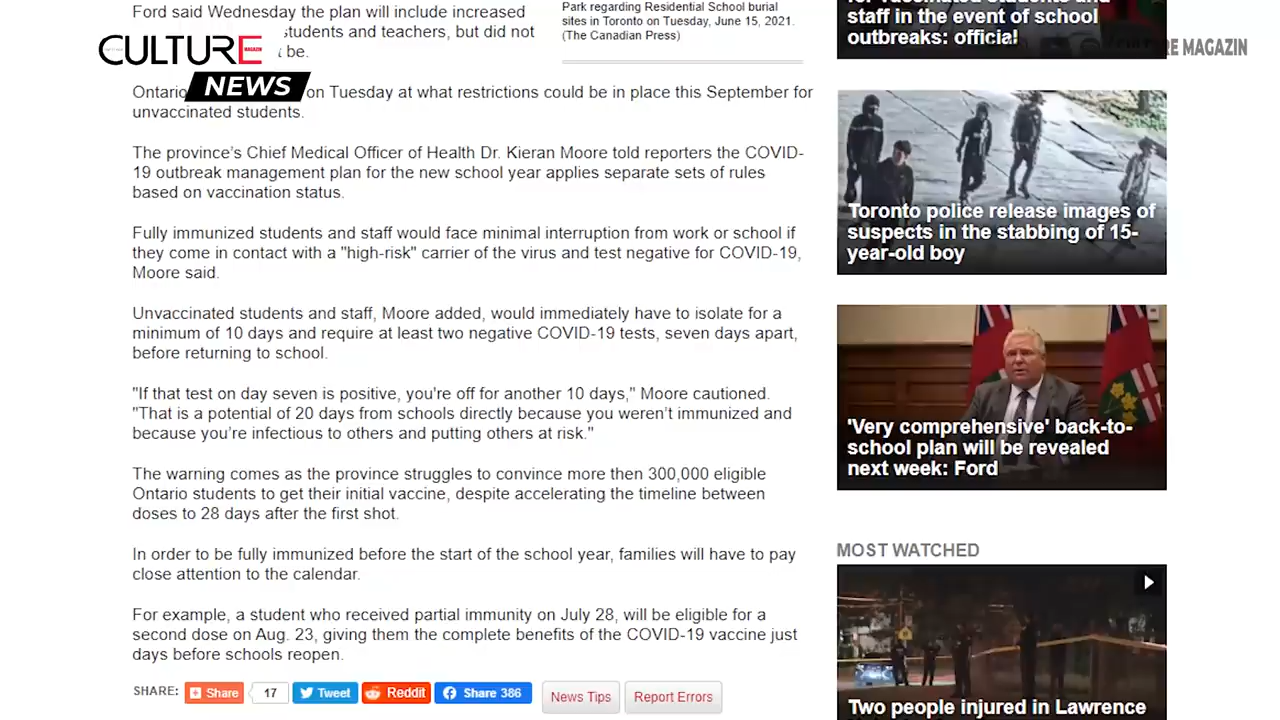 Ford said Wednesday the plan will include increased
students and teachers, but did not
be.
Park regarding Residential School burial
sites in Toronto on Tuesday, June 15, 2021.
(The Canadian Press)
CULTURE
MAGAZIN
NEWS
Ontario
on Tuesday at what restrictions could be in place this September for
unvaccinated students.
The province's Chief Medical Officer of Health Dr. Kieran Moore told reporters the COVID-
19 outbreak management plan for the new school year applies separate sets of rules
based on vaccination status.
Fully immunized students and staff would face minimal interruption from work or school if
they come in contact with a "high-risk" carrier of the virus and test negative for COVID-19,
Moore said.
Unvaccinated students and staff, Moore added, would immediately have to isolate for a
minimum of 10 days and require at least two negative COVID-19 tests, seven days apart,
before returning to school.
"If that test on day seven is positive, you're off for another 10 days," Moore cautioned.
"That is a potential of 20 days from schools directly because you weren't immunized and
because you're infectious to others and putting others at risk."
The warning comes as the province struggles to convince more then 300,000 eligible
Ontario students to get their initial vaccine, despite accelerating the timeline between
doses to 28 days after the first shot.
In order to be fully immunized before the start of the school year, families will have to pay
close attention to the calendar.
For example, a student who received partial immunity on July 28, will be eligible for a
second dose on Aug. 23, giving them the complete benefits of the COVID-19 vaccine just
days before schools reopen.
SHARE: Share 17 Tweet Reddit Share 386 News Tips Report Errors
for vaccinated students and
staff in the event of school
outbreaks: official
CULTURE MAGAZIN
Toronto police release images of
suspects in the stabbing of 15-
year-old boy
'Very comprehensive' back-to-
school plan will be revealed
next week: Ford
MOST WATCHED
Two people injured in Lawrence